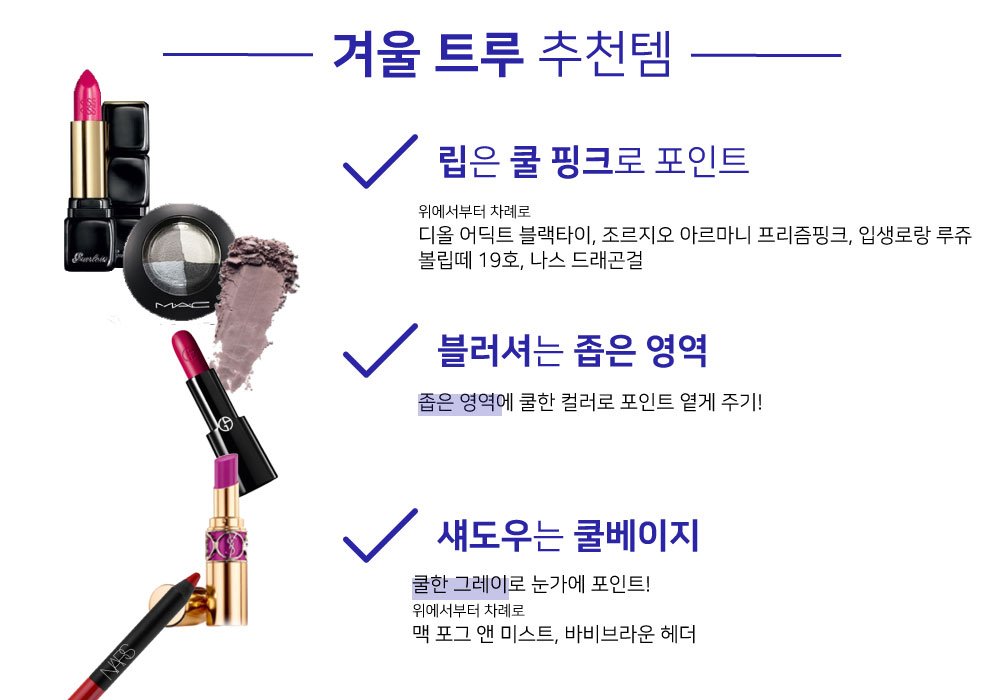 겨울 트루 추천템
립은 쿨 핑크로 포인트
위에서부터 차례로
디올 어딕트 블랙타이, 조르지오 아르마니 프리즘핑크, 입생로랑 루쥬
볼립떼 19호, 나스 드래곤걸
블러셔는 좁은 영역
좁은 영역에 쿨한 컬러로 포인트 옅게 주기!
섀도우는 쿨베이지
쿨한 그레이로 눈가에 포인트!
위에서부터 차례로
맥 포그 앤 미스트, 바비브라운 헤더
Guerlain
MAC
NARS